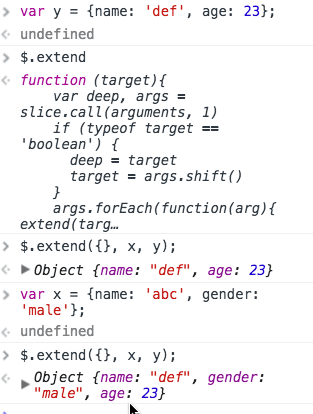 var y = {name: 'def', age: 23};
undefined
$.extend
function (target){
    var deep, args =
slice.call(arguments, 1)
    if (typeof target ==
'boolean') {
      deep = target
      target = args.shift()
    }
    args.forEach(function(arg){
extend(targ…
$.extend({}, x, y);
Object {name: "def", age: 23}
var x = {name: 'abc', gender:
'male'};
undefined
$.extend({}, x, y);
Object {name: "def", gender:
"male", age: 23}